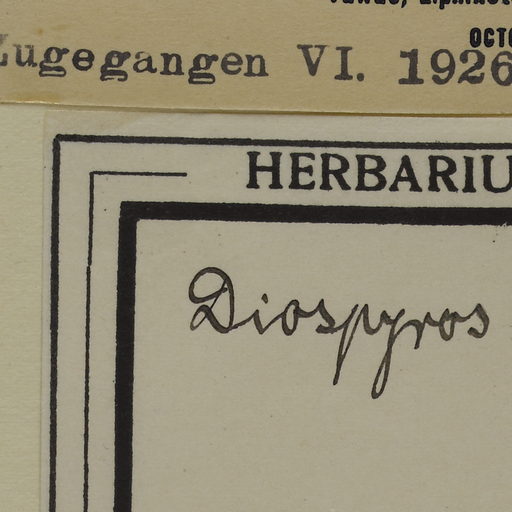 Zugegangen VI. 1926
HERBARIU
Diospyros